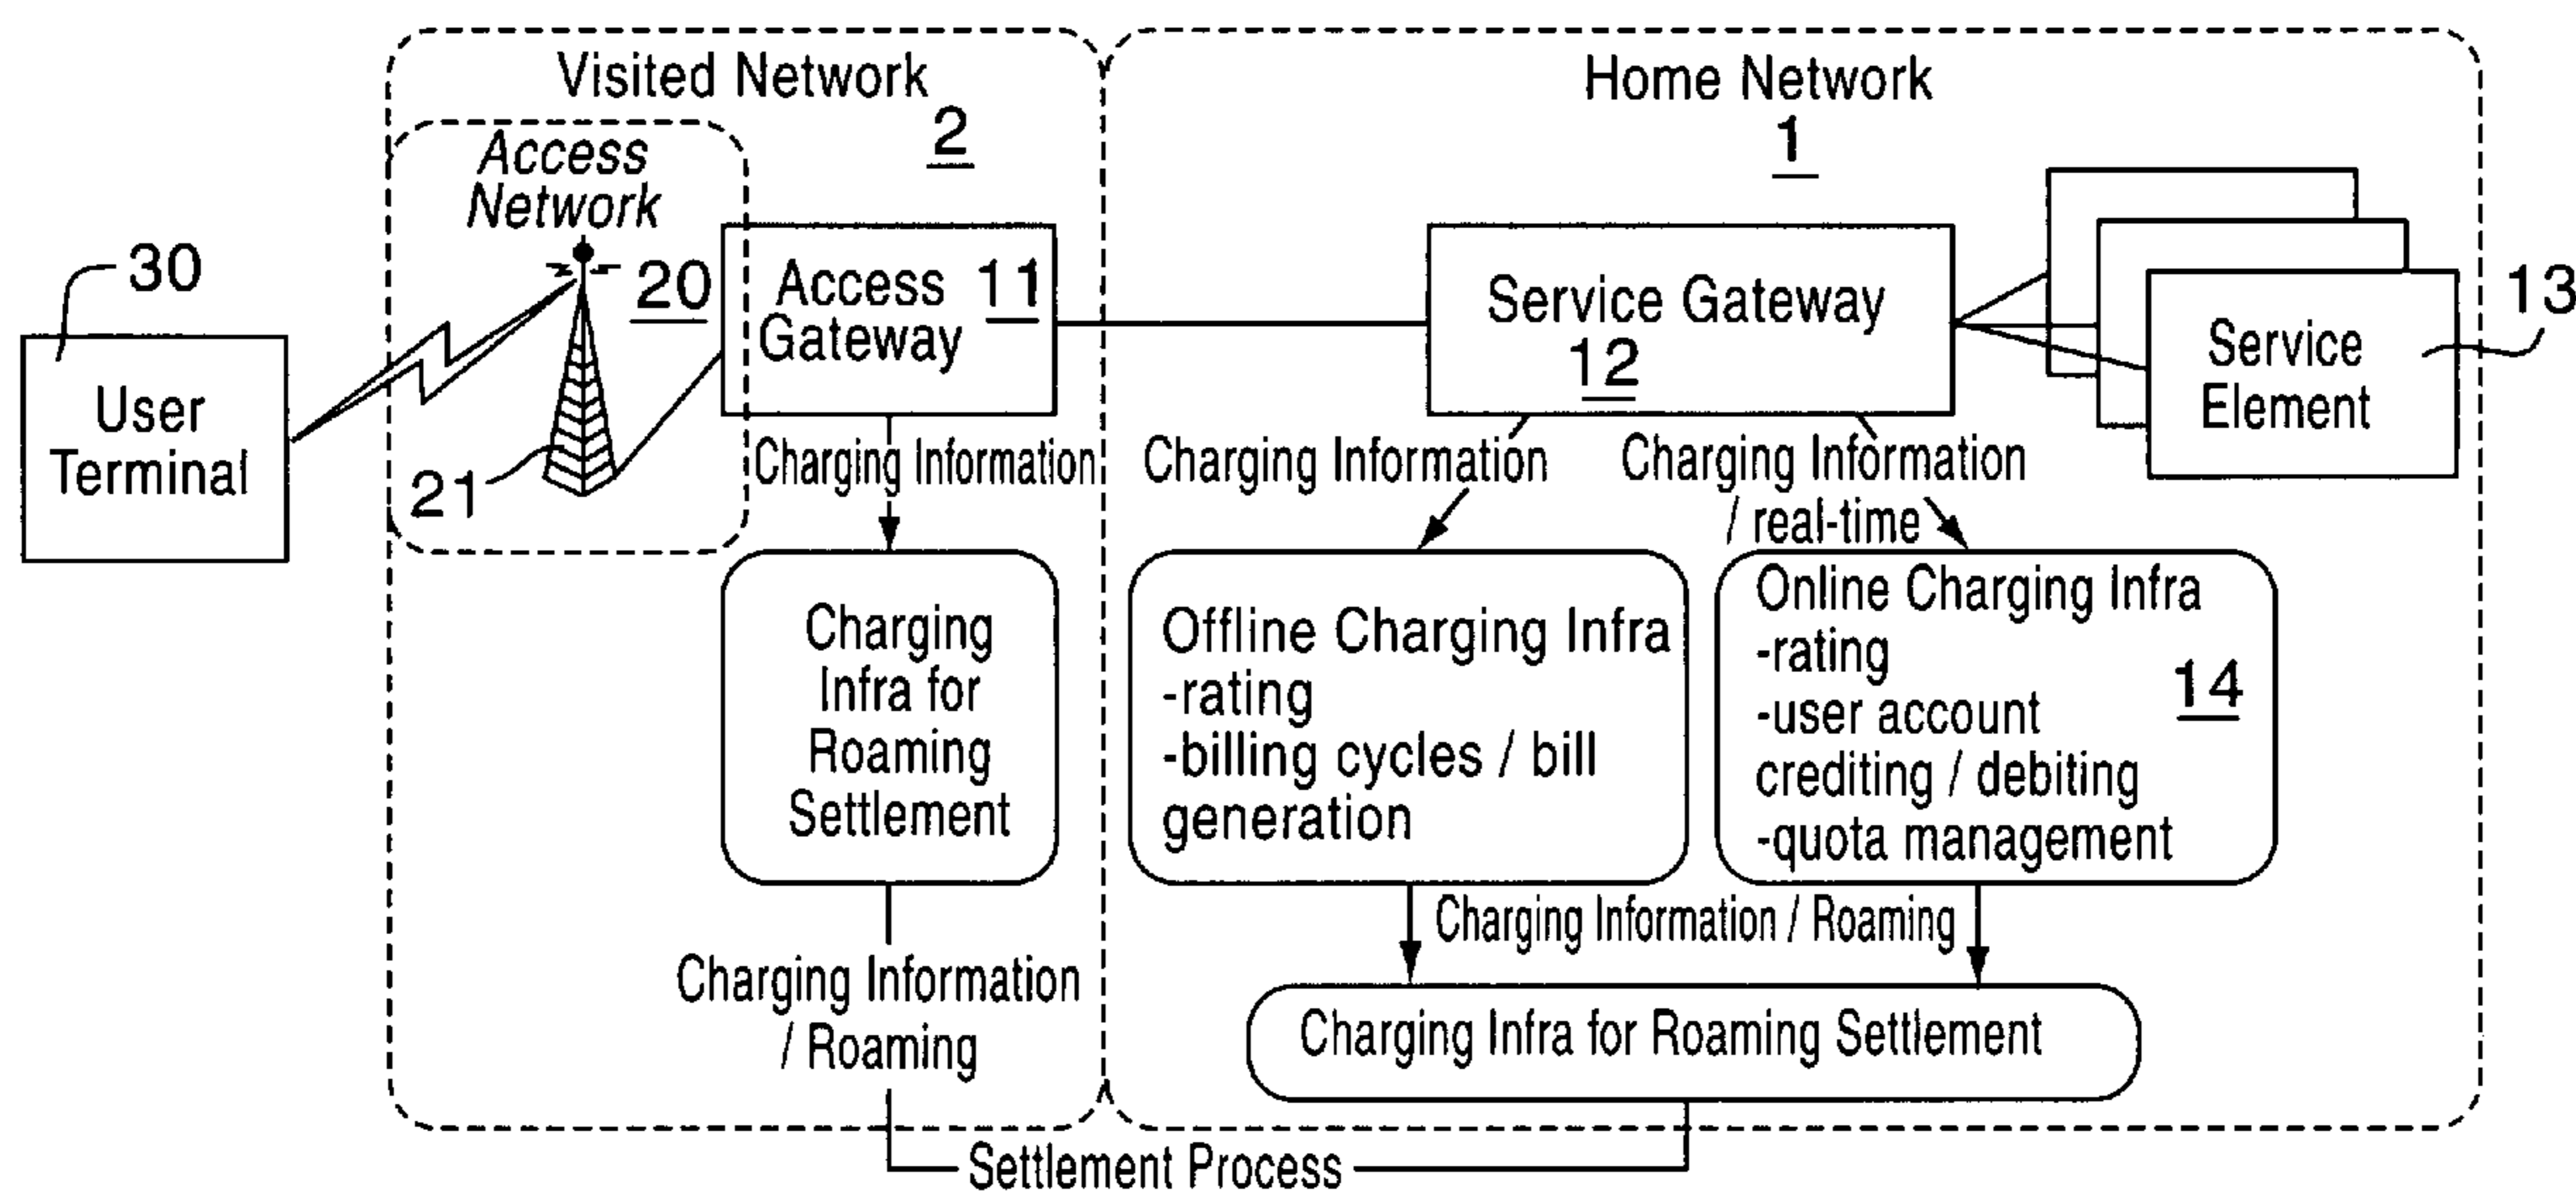 Visited Network
2
Home Network
1
Access
Network
20
30
User
Terminal
21
Access
Gateway
11
Service Gateway
12
13
Service
Element
Charging Information
Charging Information
Charging Information
/ real-time
Charging
Infra for
Roaming
Settlement
Offline Charging Infra
-rating
-billing cycles / bill
generation
Online Charging Infra
-rating
-user account
crediting / debiting
-quota management
14
Charging Information
/ Roaming
Charging Information / Roaming
Charging Infra for Roaming Settlement
Settlement Process